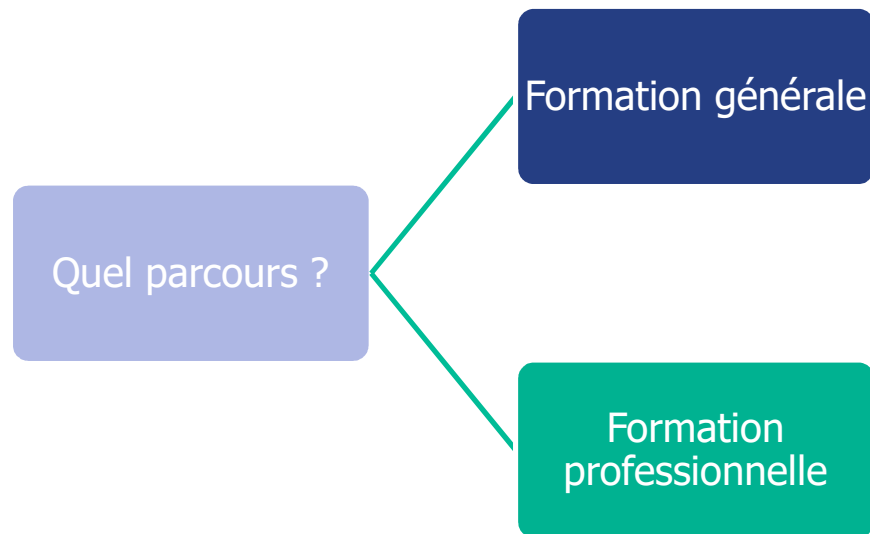 Formation générale
Quel parcours ?
Formation
professionnelle